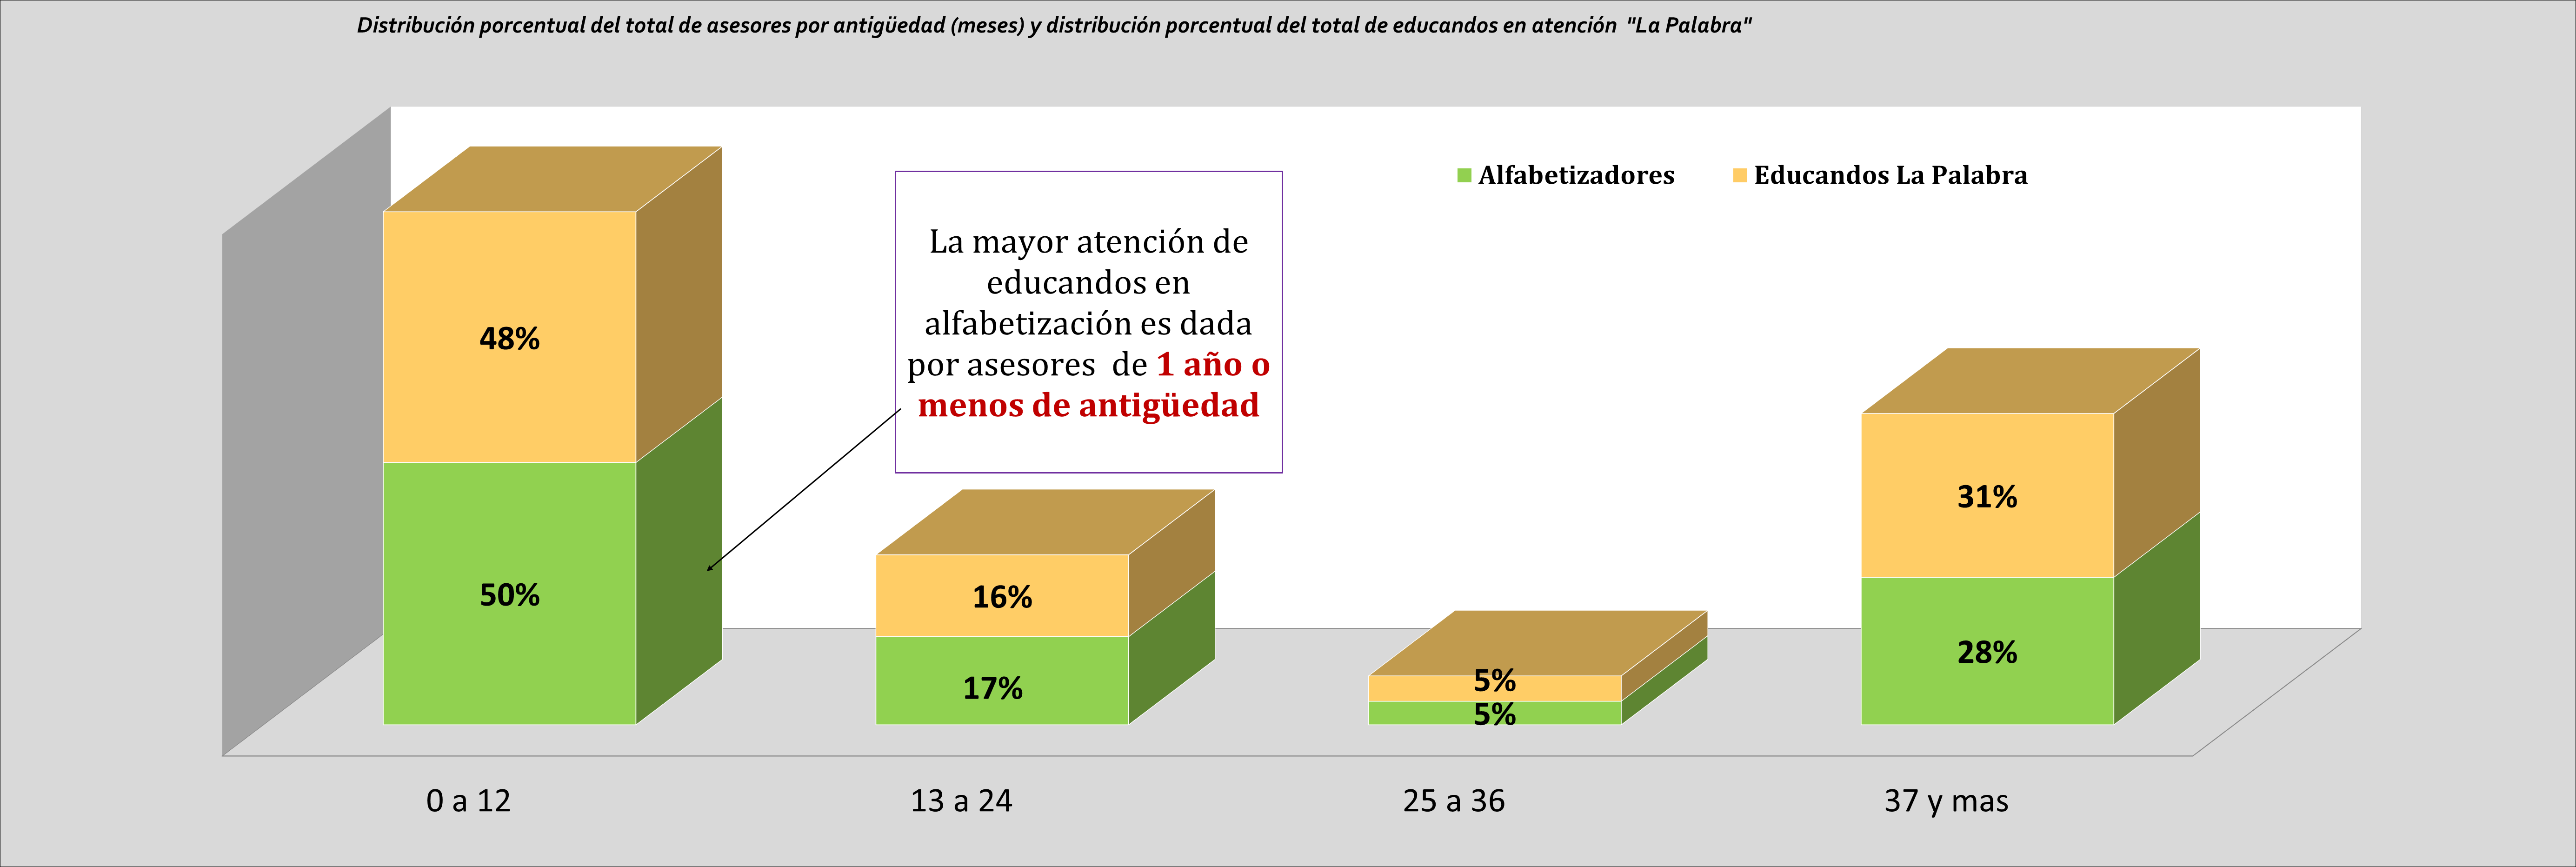 Distribución porcentual del total de asesores por antigüedad (meses) y distribución porcentual del total de educandos en atención  "La Palabra"
Alfabetizadores
Educandos La Palabra
La mayor atención de
educandos en
alfabetización es dada
por asesores  de 1 año o
menos de antigüedad
48%
50%
16%
17%
5%
5%
31%
28%
0 a 12
13 a 24
25 a 36
37 y mas